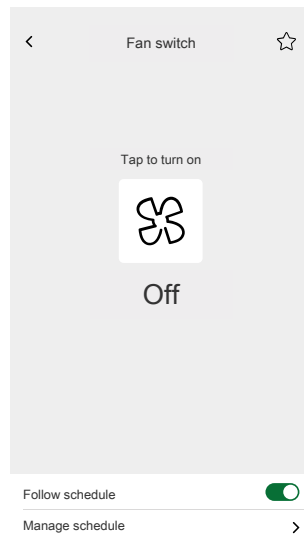 Fan switch
Tap to turn on
Off
Follow schedule
Manage schedule